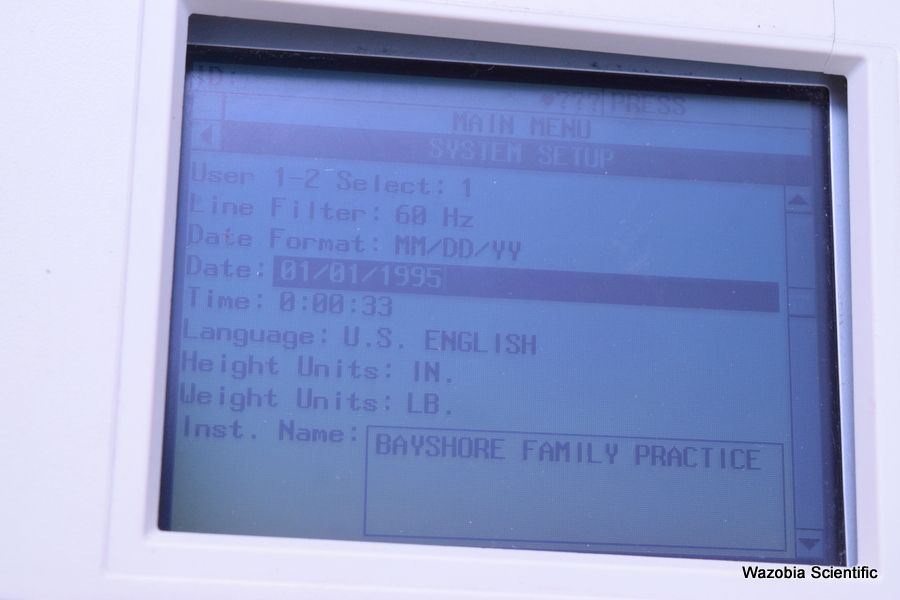 ID:
♥??? PRESS
MAIN MENU
SYSTEM SETUP
User 1-2 Select: 1
Line Filter: 60 Hz
Date Format: MM/DD/YY
Date: 01/01/1995
Time: 0:00:33
Language: U.S. ENGLISH
Height Units: IN.
Weight Units: LB.
Inst. Name: BAYSHORE FAMILY PRACTICE
Wazobia Scientific